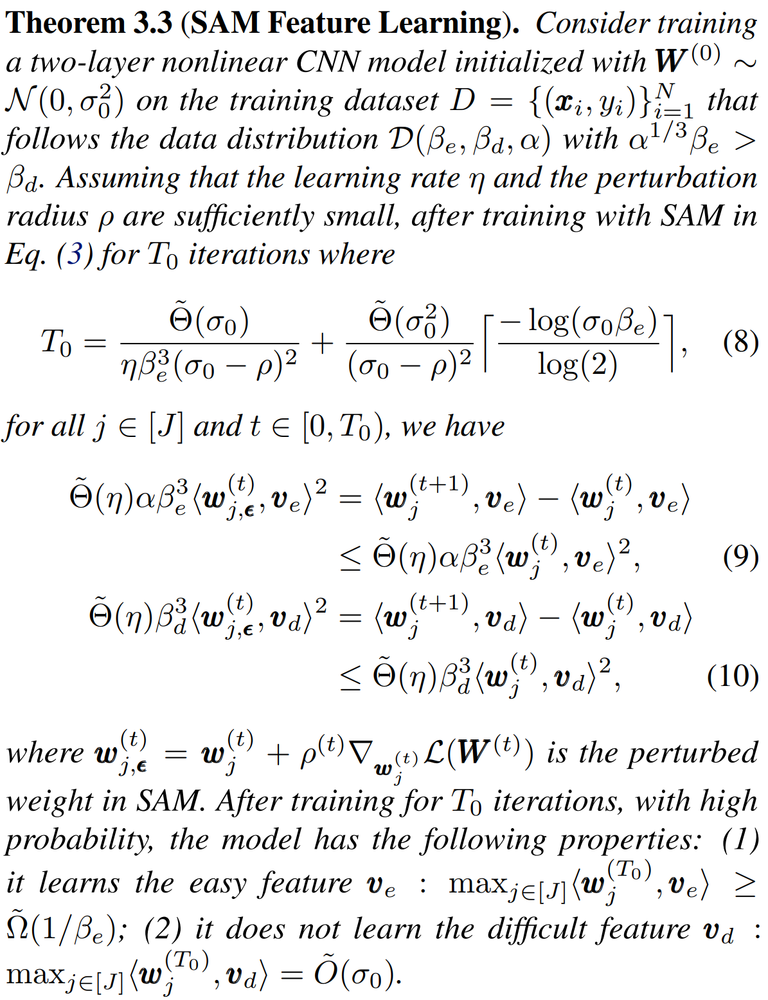 Theorem 3.3 (SAM Feature Learning). Consider training
a two-layer nonlinear CNN model initialized with $\boldsymbol{W}^{(0)} \sim$
$\mathcal{N}(0, \sigma_0^2)$ on the training dataset $D = \{(\boldsymbol{x}_i, y_i)\}_{i=1}^N$ that
follows the data distribution $\mathcal{D}(\beta_e, \beta_d, \alpha)$ with $\alpha^{1/3}\beta_e >$
$\beta_d$. Assuming that the learning rate $\eta$ and the perturbation
radius $\rho$ are sufficiently small, after training with SAM in
Eq. (3) for $T_0$ iterations where
$T_0 = \frac{\tilde{\Theta}(\sigma_0)}{\eta\beta_e^3(\sigma_0 - \rho)^2} + \frac{\tilde{\Theta}(\sigma_0^2)}{(\sigma_0 - \rho)^2} \left\lceil \frac{-\log(\sigma_0\beta_e)}{\log(2)} \right\rceil,$ (8)
for all $j \in [J]$ and $t \in [0, T_0)$, we have
$\tilde{\Theta}(\eta)\alpha\beta_e^3\langle \boldsymbol{w}_{j,\boldsymbol{\epsilon}}^{(t)}, \boldsymbol{v}_e\rangle^2 = \langle \boldsymbol{w}_j^{(t+1)}, \boldsymbol{v}_e\rangle - \langle \boldsymbol{w}_j^{(t)}, \boldsymbol{v}_e\rangle$
$\leq \tilde{\Theta}(\eta)\alpha\beta_e^3\langle \boldsymbol{w}_j^{(t)}, \boldsymbol{v}_e\rangle^2,$ (9)
$\tilde{\Theta}(\eta)\beta_d^3\langle \boldsymbol{w}_{j,\boldsymbol{\epsilon}}^{(t)}, \boldsymbol{v}_d\rangle^2 = \langle \boldsymbol{w}_j^{(t+1)}, \boldsymbol{v}_d\rangle - \langle \boldsymbol{w}_j^{(t)}, \boldsymbol{v}_d\rangle$
$\leq \tilde{\Theta}(\eta)\beta_d^3\langle \boldsymbol{w}_j^{(t)}, \boldsymbol{v}_d\rangle^2,$ (10)
where $\boldsymbol{w}_{j,\boldsymbol{\epsilon}}^{(t)} = \boldsymbol{w}_j^{(t)} + \rho^{(t)}\nabla_{\boldsymbol{w}_j^{(t)}}\mathcal{L}(\boldsymbol{W}^{(t)})$ is the perturbed
weight in SAM. After training for $T_0$ iterations, with high
probability, the model has the following properties: (1)
it learns the easy feature $\boldsymbol{v}_e : \max_{j\in[J]}\langle \boldsymbol{w}_j^{(T_0)}, \boldsymbol{v}_e\rangle \geq$
$\tilde{\Omega}(1/\beta_e)$; (2) it does not learn the difficult feature $\boldsymbol{v}_d :$
$\max_{j\in[J]}\langle \boldsymbol{w}_j^{(T_0)}, \boldsymbol{v}_d\rangle = \tilde{O}(\sigma_0)$.